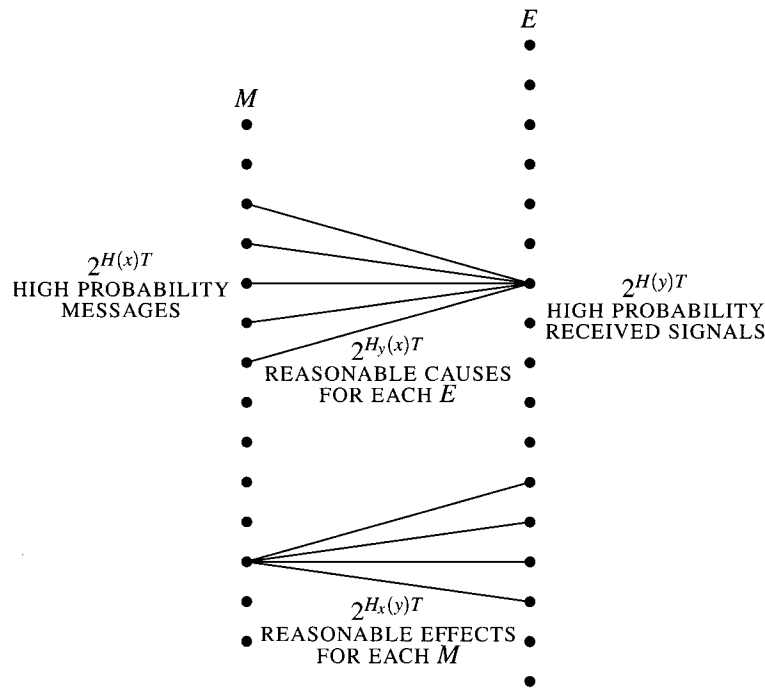 E
M
2^{H(x)T}
HIGH PROBABILITY
MESSAGES
2^{H(y)T}
HIGH PROBABILITY
RECEIVED SIGNALS
2^{H_y(x)T}
REASONABLE CAUSES
FOR EACH E
2^{H_x(y)T}
REASONABLE EFFECTS
FOR EACH M